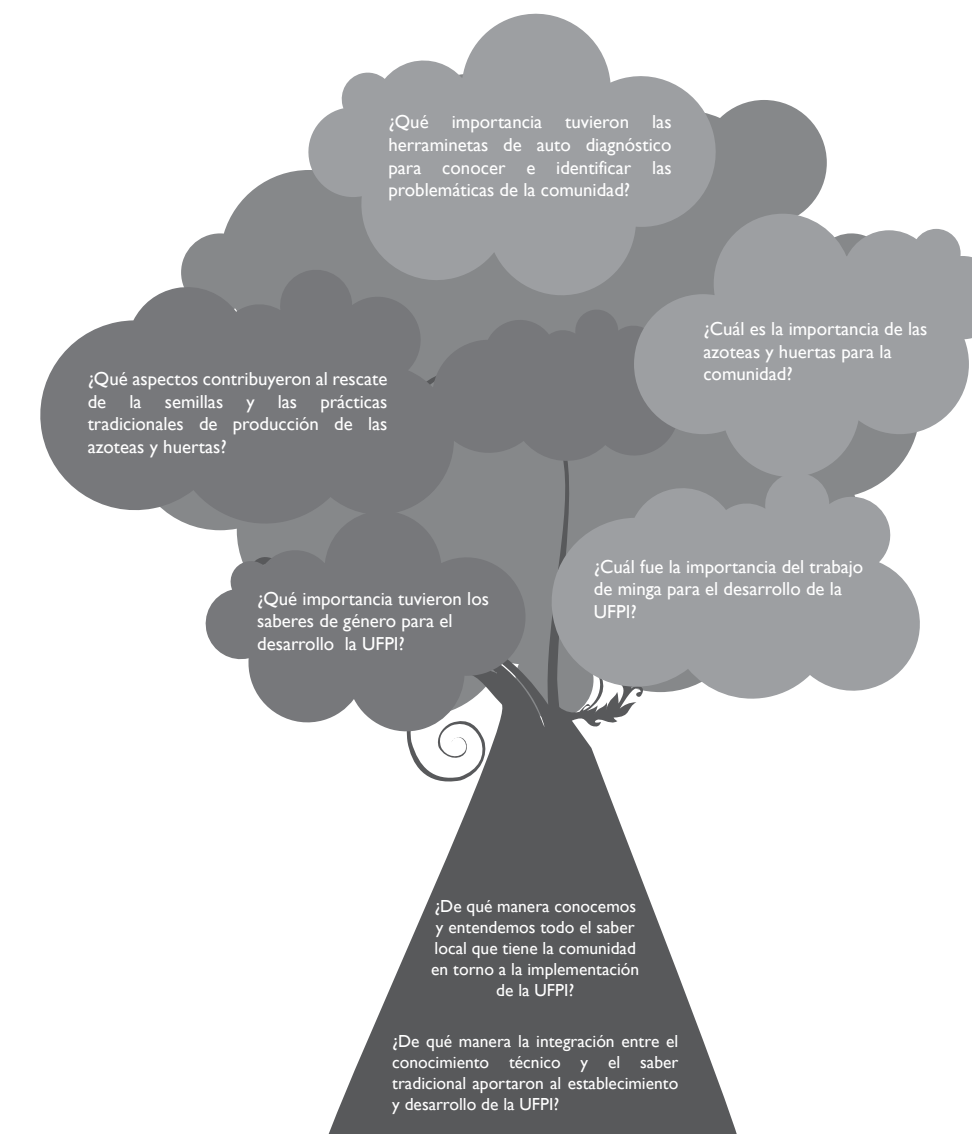 ¿Qué importancia tuvieron las
herraminetas de auto diagnóstico
para conocer e identificar las
problemáticas de la comunidad?
¿Cuál es la importancia de las
azoteas y huertas para la
comunidad?
¿Qué aspectos contribuyeron al rescate
de la semillas y las prácticas
tradicionales de producción de las
azoteas y huertas?
¿Cuál fue la importancia del trabajo
de minga para el desarrollo de la
UFPI?
¿Qué importancia tuvieron los
saberes de género para el
desarrollo la UFPI?
¿De qué manera conocemos
y entendemos todo el saber
local que tiene la comunidad
en torno a la implementación
de la UFPI?
¿De qué manera la integración entre el
conocimiento técnico y el saber
tradicional aportaron al establecimiento
y desarrollo de la UFPI?